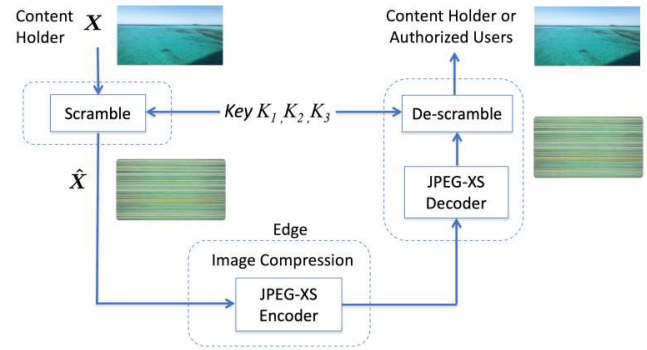 Content
Holder X
Content Holder or
Authorized Users
Scramble
Key K1,K2,K3
De-scramble
X̂
JPEG-XS
Decoder
Edge
Image Compression
JPEG-XS
Encoder